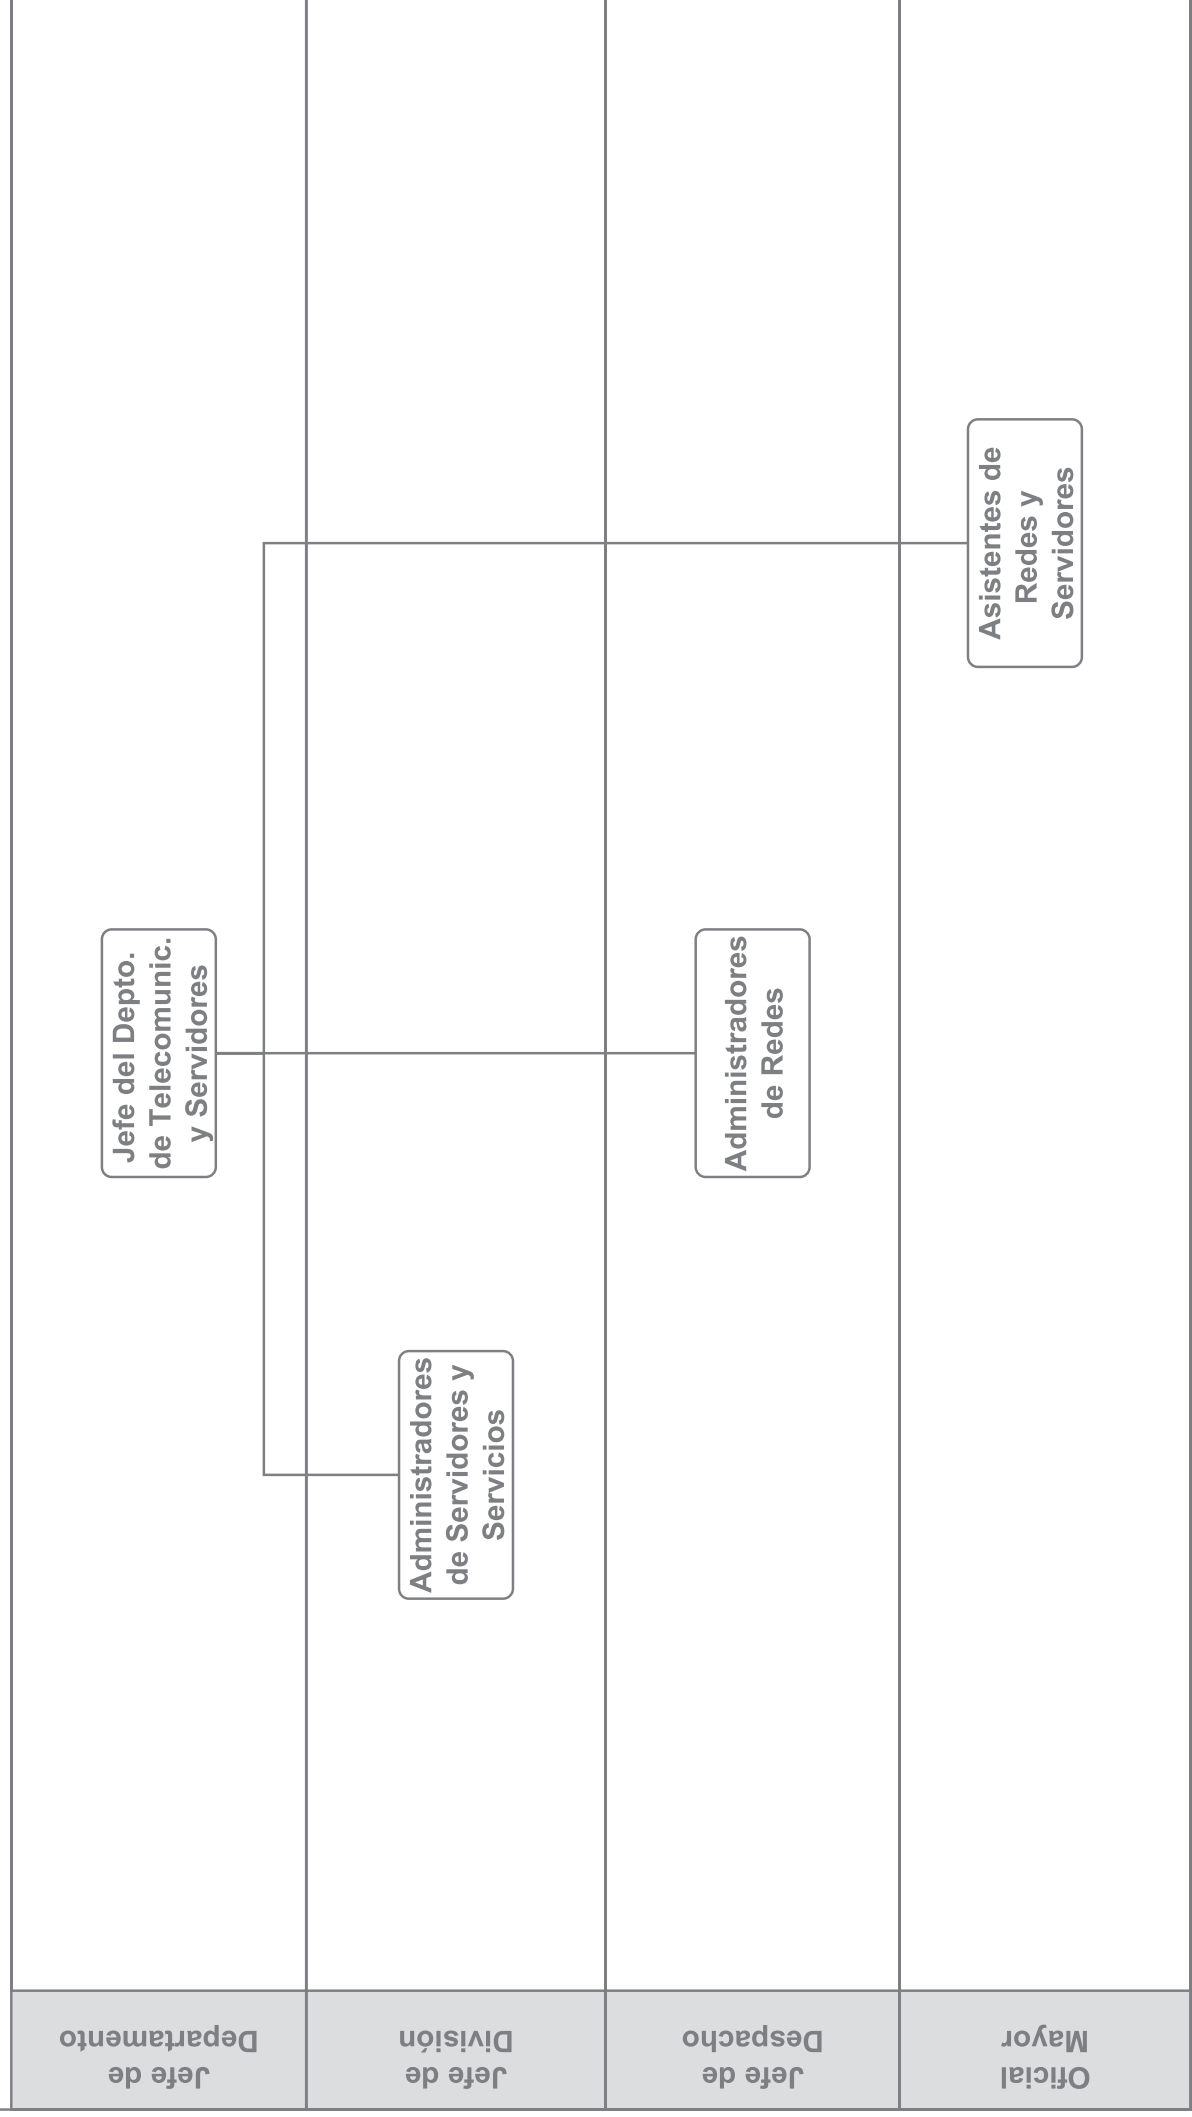 Jefe de
Departamento
Jefe del Depto.
de Telecomunic.
y Servidores
Jefe de
División
Administradores
de Servidores y
Servicios
Jefe de
Despacho
Administradores
de Redes
Oficial
Mayor
Asistentes de
Redes y
Servidores